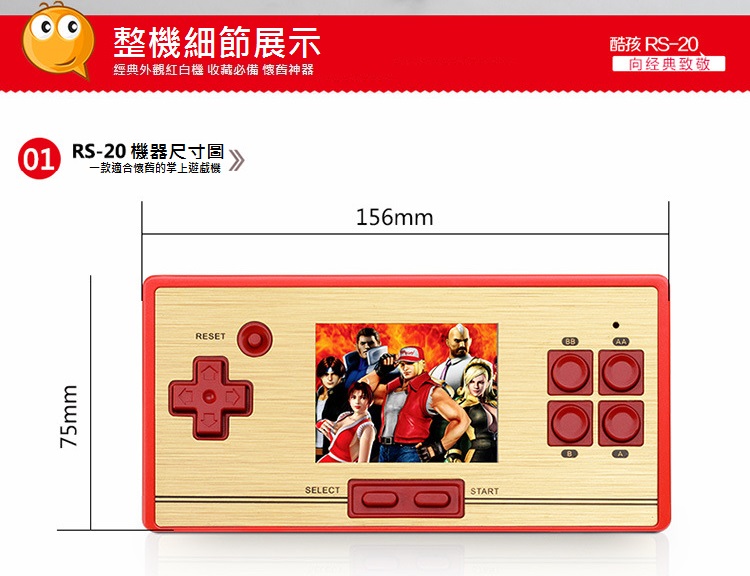 整機細節展示
經典外觀紅白機 收藏必備 懷舊神器
酷孩 RS-20
向经典致敬
01
RS-20 機器尺寸圖
一款適合懷舊的掌上遊戲機
156mm
75mm
RESET
BB
AA
B
A
SELECT
START